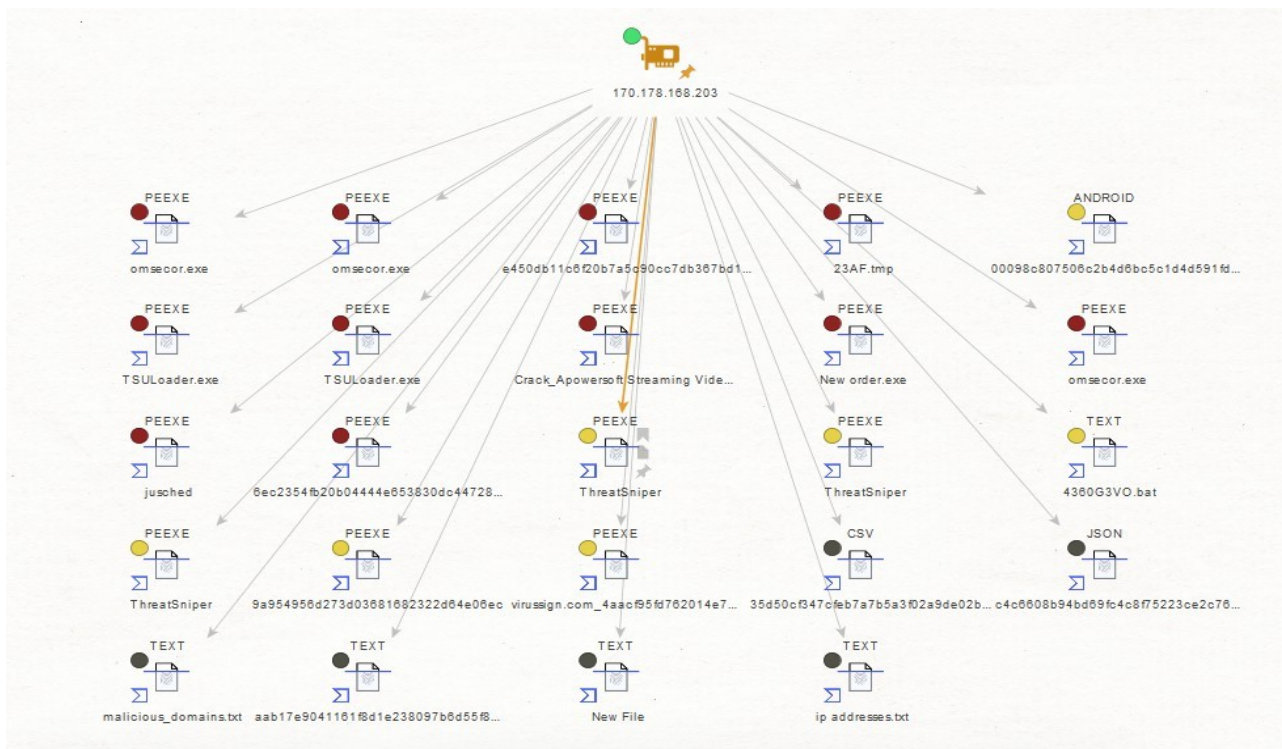 170.178.168.203
PEEXE PEEXE PEEXE PEEXE ANDROID
omsecor.exe omsecor.exe e450db11c6f20b7a5c90cc7db367bd1... 23AF.tmp 00098c807506c2b4d6bc5c1d4d591fd...
PEEXE PEEXE PEEXE PEEXE PEEXE
TSULoader.exe TSULoader.exe Crack_Apowersoft Streaming Vide... New order.exe omsecor.exe
PEEXE PEEXE PEEXE PEEXE TEXT
jusched 6ec2354fb20b04444e653830dc44728... ThreatSniper ThreatSniper 4360G3VO.bat
PEEXE PEEXE PEEXE CSV JSON
ThreatSniper 9a954956d273d03681682322d64e06ec virussign.com_4aacf95fd762014e7... 35d50cf347cfeb7a7b5a3f02a9de02b... c4c6608b94bd69fc4c8f75223ce2c76...
TEXT TEXT TEXT TEXT
malicious_domains.txt aab17e9041161f8d1e238097b6d55f8... New File ip addresses.txt